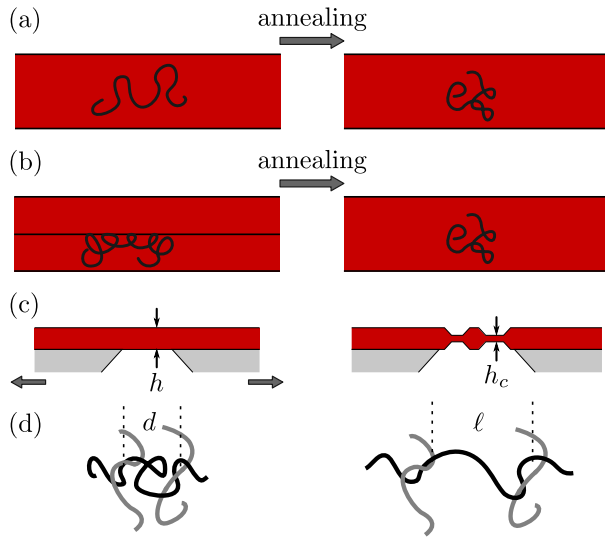 (a)
annealing
(b)
annealing
(c)
h
h_c
(d)
d
ℓ